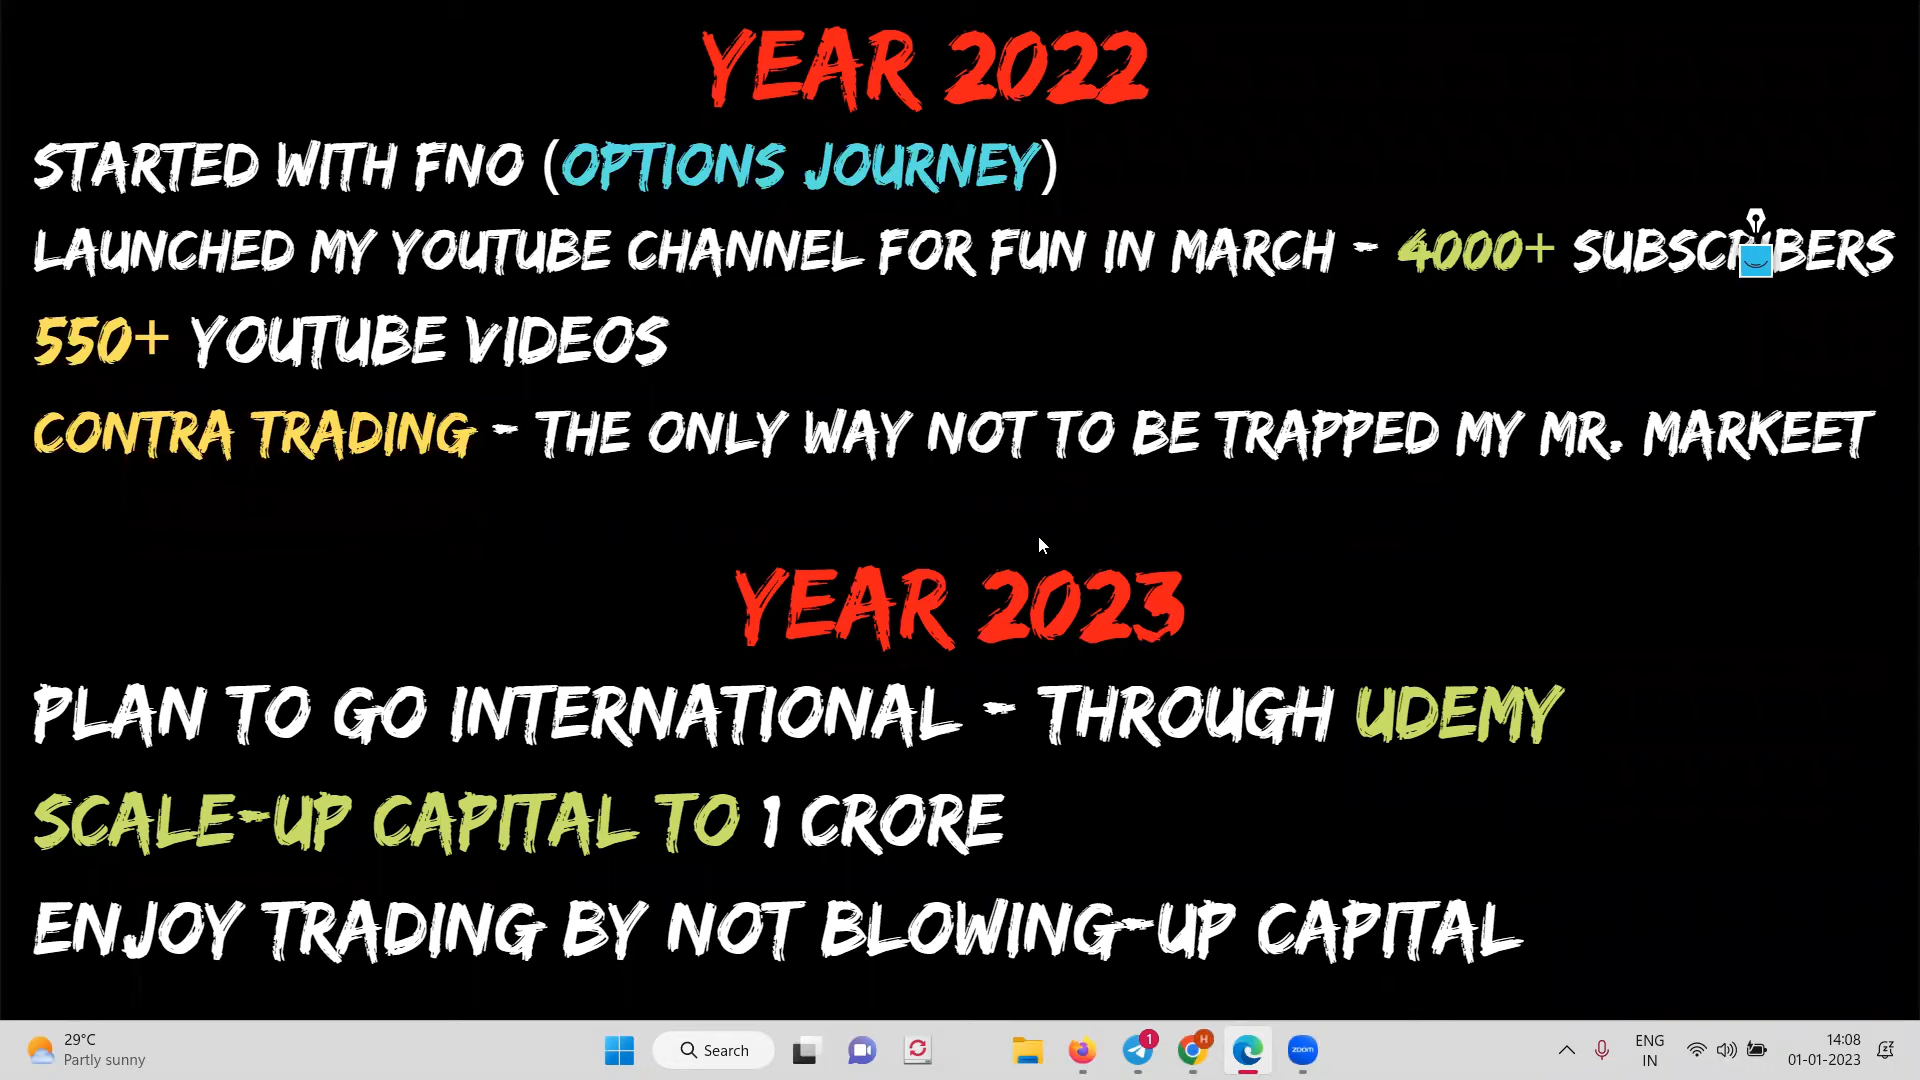 YEAR 2022
STARTED WITH FNO (OPTIONS JOURNEY)
LAUNCHED MY YOUTUBE CHANNEL FOR FUN IN MARCH - 4000+ SUBSCRIBERS
550+ YOUTUBE VIDEOS
CONTRA TRADING - THE ONLY WAY NOT TO BE TRAPPED MY MR. MARKEET
YEAR 2023
PLAN TO GO INTERNATIONAL - THROUGH UDEMY
SCALE-UP CAPITAL TO 1 CRORE
ENJOY TRADING BY NOT BLOWING-UP CAPITAL
29°C
Partly sunny
Search
1
H
zoom
ENG
IN
14:08
01-01-2023